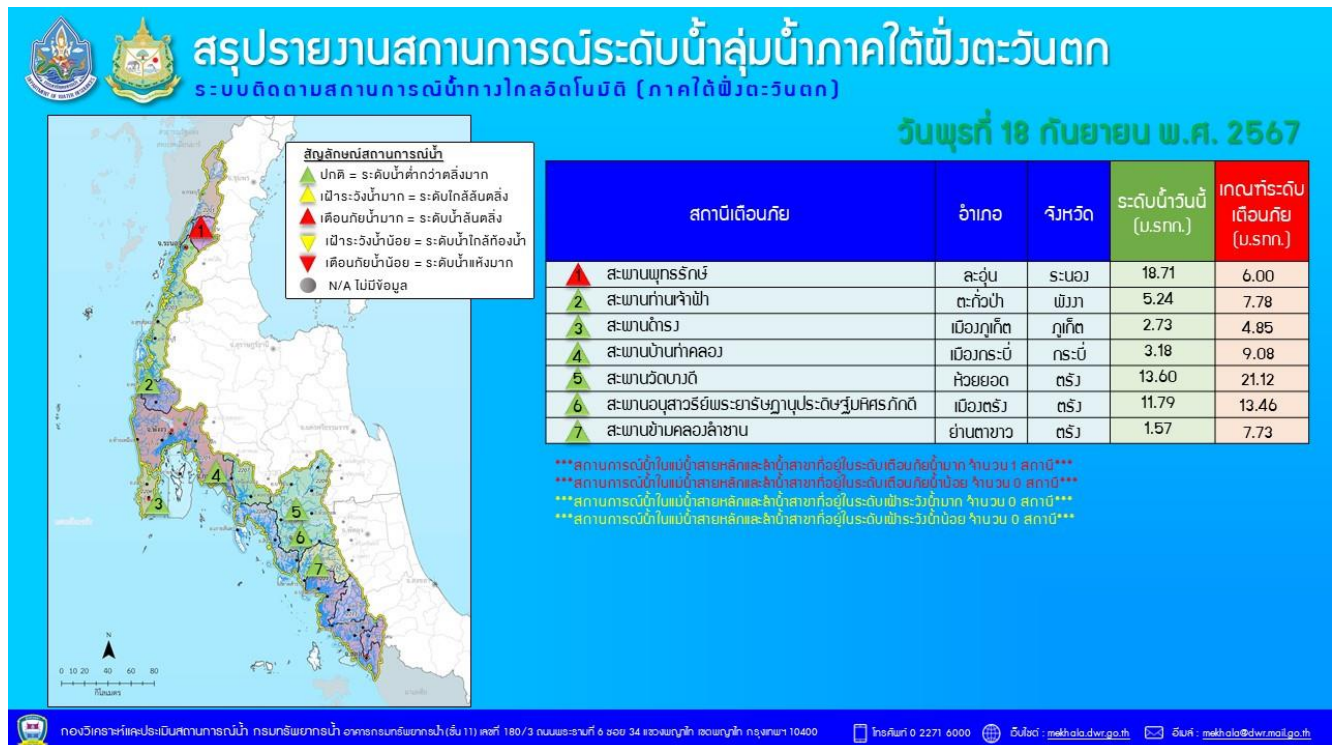 สรุปรายงานสถานการณ์ระดับน้ำลุ่มน้ำภาคใต้ฝั่งตะวันตก
ระบบติดตามสถานการณ์น้ำทางไกลอัตโนมัติ (ภาคใต้ฝั่งตะวันตก)
วันพุธที่ 18 กันยายน พ.ศ. 2567
สัญลักษณ์สถานการณ์น้ำ
ปกติ = ระดับน้ำต่ำกว่าตลิ่งมาก
เฝ้าระวังน้ำมาก = ระดับใกล้ล้นตลิ่ง
เตือนภัยน้ำมาก = ระดับน้ำล้นตลิ่ง
เฝ้าระวังน้ำน้อย = ระดับน้ำใกล้ท้องน้ำ
เตือนภัยน้ำน้อย = ระดับน้ำแห้งมาก
N/A ไม่มีข้อมูล
1
2
3
4
5
6
7
N
0 10 20 40 60 80
กิโลเมตร
สถานีเตือนภัย อำเภอ จังหวัด ระดับน้ำวันนี้ (ม.รทก.) เกณฑ์ระดับเตือนภัย (ม.รทก.)
1 สะพานพุทธรักษ์ ละอุ่น ระนอง 18.71 6.00
2 สะพานท่านเจ้าฟ้า ตะกั่วป่า พังงา 5.24 7.78
3 สะพานดำรง เมืองภูเก็ต ภูเก็ต 2.73 4.85
4 สะพานบ้านท่าคลอง เมืองกระบี่ กระบี่ 3.18 9.08
5 สะพานวัดบางดี ห้วยยอด ตรัง 13.60 21.12
6 สะพานอนุสาวรีย์พระยารัษฎานุประดิษฐ์มหิศรภักดี เมืองตรัง ตรัง 11.79 13.46
7 สะพานข้ามคลองลำชาน ย่านตาขาว ตรัง 1.57 7.73
***สถานการณ์น้ำในแม่น้ำสายหลักและลำน้ำสาขาที่อยู่ในระดับเตือนภัยน้ำมาก จำนวน 1 สถานี***
***สถานการณ์น้ำในแม่น้ำสายหลักและลำน้ำสาขาที่อยู่ในระดับเตือนภัยน้ำน้อย จำนวน 0 สถานี***
***สถานการณ์น้ำในแม่น้ำสายหลักและลำน้ำสาขาที่อยู่ในระดับเฝ้าระวังน้ำมาก จำนวน 0 สถานี***
***สถานการณ์น้ำในแม่น้ำสายหลักและลำน้ำสาขาที่อยู่ในระดับเฝ้าระวังน้ำน้อย จำนวน 0 สถานี***
กองวิเคราะห์และประเมินสถานการณ์น้ำ กรมทรัพยากรน้ำ อาคารกรมทรัพยากรน้ำ (ชั้น 11) เลขที่ 180/3 ถนนพระรามที่ 6 ซอย 34 แขวงพญาไท เขตพญาไท กรุงเทพฯ 10400 โทรศัพท์ 0 2271 6000 เว็บไซต์ : mekhala.dwr.go.th อีเมล์ : mekhala@dwr.mail.go.th